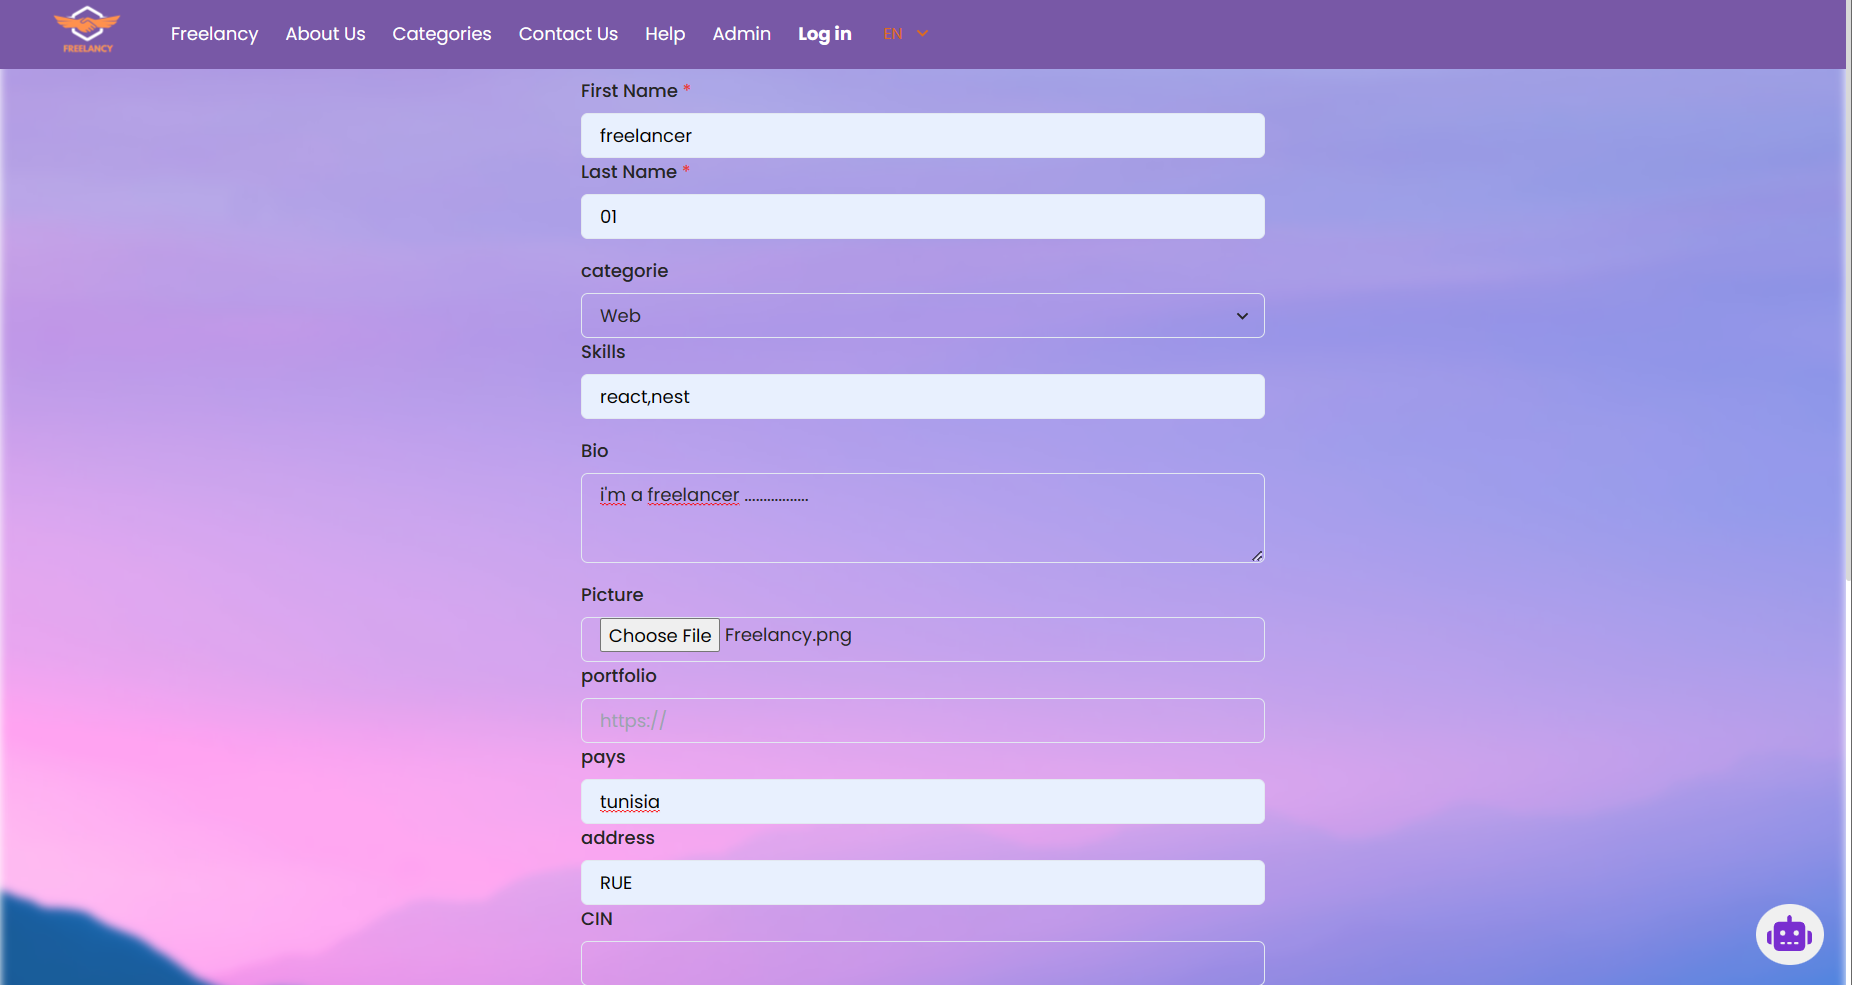 FREELANCY
Freelancy About Us Categories Contact Us Help Admin Log in EN
First Name *
freelancer
Last Name *
01
categorie
Web
Skills
react,nest
Bio
i'm a freelancer .................
Picture
Choose File Freelancy.png
portfolio
https://
pays
tunisia
address
RUE
CIN